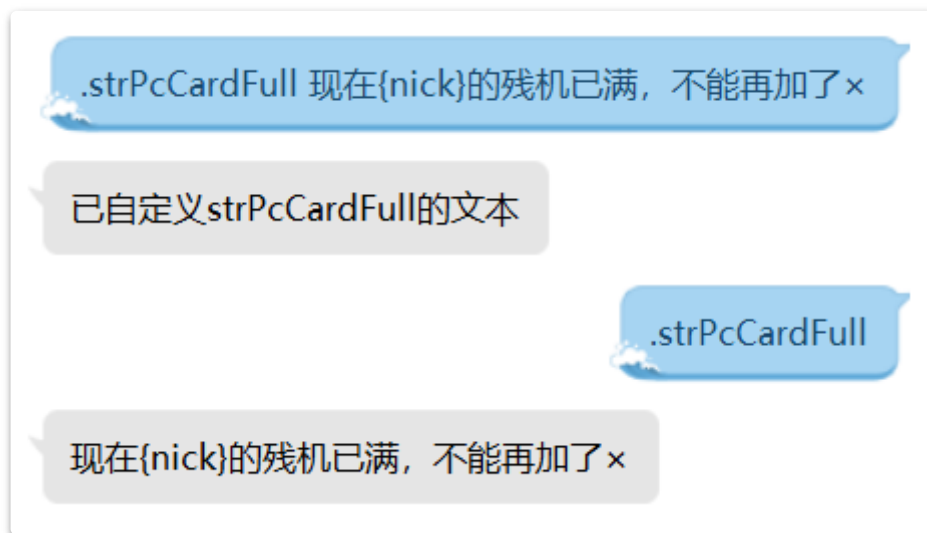 .strPcCardFull 现在{nick}的残机已满，不能再加了×
已自定义strPcCardFull的文本
.strPcCardFull
现在{nick}的残机已满，不能再加了×